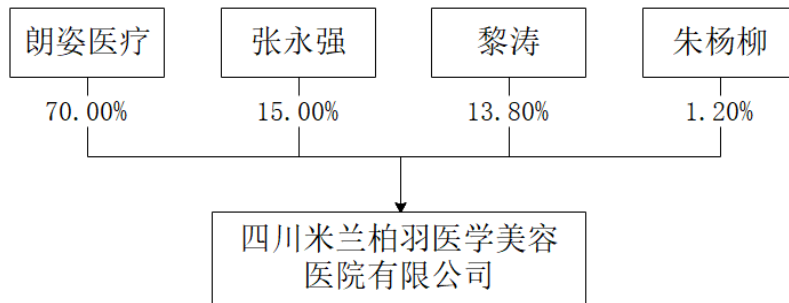 朗姿医疗
张永强
黎涛
朱杨柳
70.00%
15.00%
13.80%
1.20%
四川米兰柏羽医学美容
医院有限公司